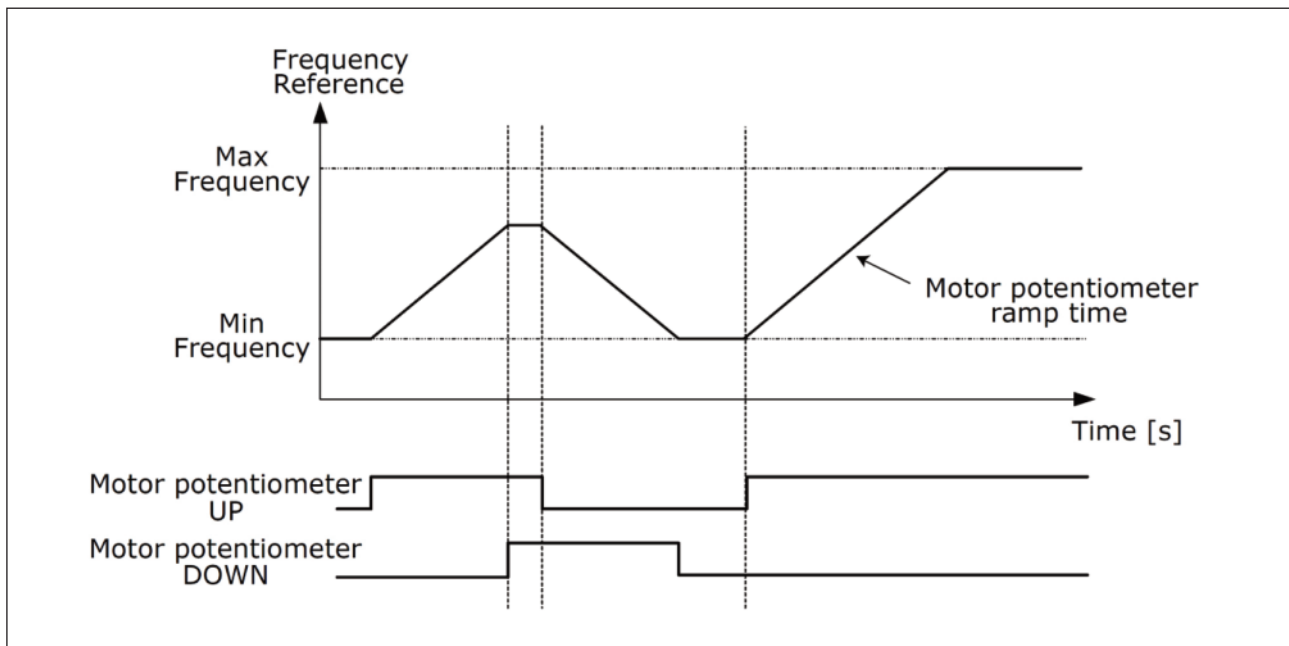 Frequency
Reference
Max
Frequency
Min
Frequency
Motor potentiometer
ramp time
Time [s]
Motor potentiometer
UP
Motor potentiometer
DOWN